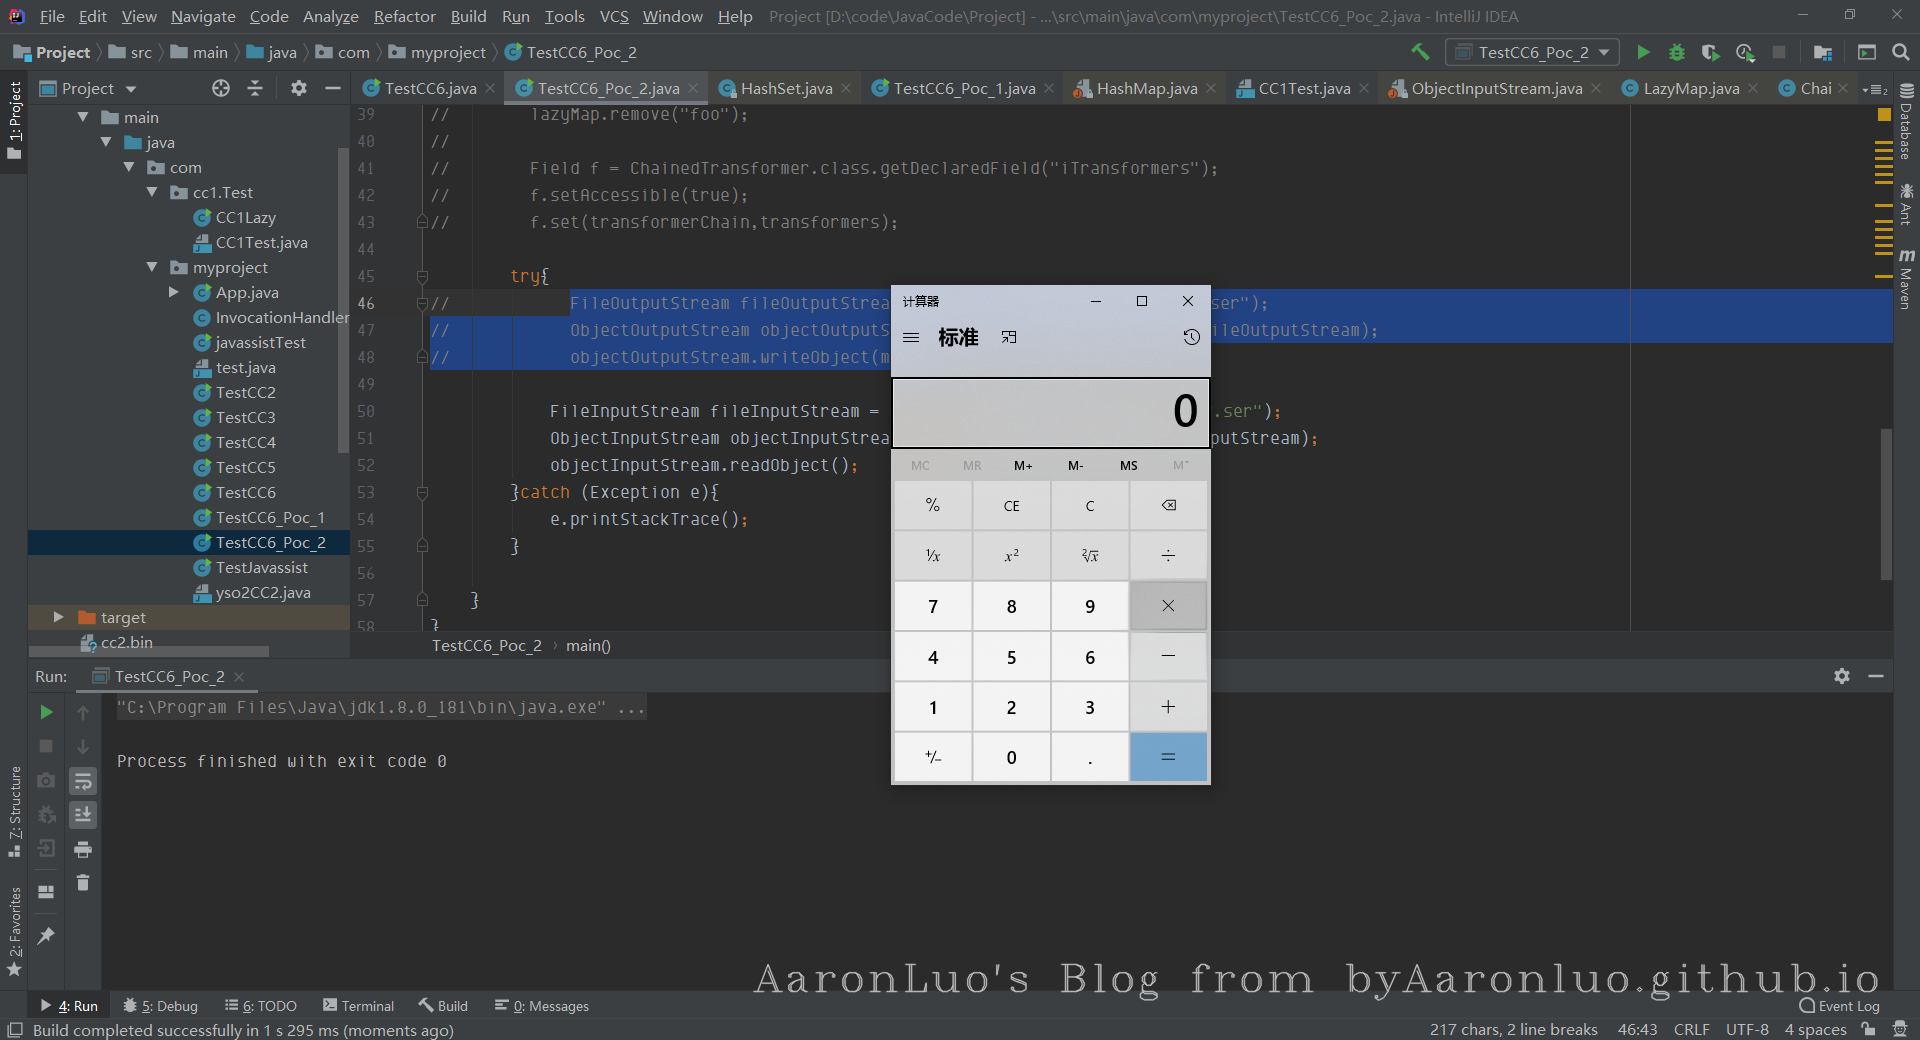 File Edit View Navigate Code Analyze Refactor Build Run Tools VCS Window Help Project [D:\code\JavaCode\Project] - ...\src\main\java\com\myproject\TestCC6_Poc_2.java - IntelliJ IDEA
Project src main java com myproject TestCC6_Poc_2
TestCC6_Poc_2
1: Project
Project
TestCC6.java TestCC6_Poc_2.java HashSet.java TestCC6_Poc_1.java HashMap.java CC1Test.java ObjectInputStream.java LazyMap.java Chai
main
java
com
cc1.Test
CC1Lazy
CC1Test.java
myproject
App.java
InvocationHandler
javassistTest
test.java
TestCC2
TestCC3
TestCC4
TestCC5
TestCC6
TestCC6_Poc_1
TestCC6_Poc_2
TestJavassist
yso2CC2.java
target
cc2.bin
39 // lazyMap.remove("foo");
40 //
41 // Field f = ChainedTransformer.class.getDeclaredField("iTransformers");
42 // f.setAccessible(true);
43 // f.set(transformerChain,transformers);
44
45 try{
46 // FileOutputStream fileOutputStrea ser");
47 // ObjectOutputStream objectOutputS ileOutputStream);
48 // objectOutputStream.writeObject(m
49
50 FileInputStream fileInputStream = .ser");
51 ObjectInputStream objectInputStrea putStream);
52 objectInputStream.readObject();
53 }catch (Exception e){
54 e.printStackTrace();
55 }
56
57 }
58 }
TestCC6_Poc_2 › main()
Database
Ant
Maven
计算器
标准
0
MC MR M+ M- MS M˅
% CE C
⅟x x² ²√x ÷
7 8 9 ×
4 5 6 −
1 2 3 +
+/− 0 . =
Run: TestCC6_Poc_2
"C:\Program Files\Java\jdk1.8.0_181\bin\java.exe" ...
Process finished with exit code 0
7: Structure
2: Favorites
AaronLuo's Blog from byAaronluo.github.io
4: Run 5: Debug 6: TODO Terminal Build 0: Messages Event Log
Build completed successfully in 1 s 295 ms (moments ago) 217 chars, 2 line breaks 46:43 CRLF UTF-8 4 spaces